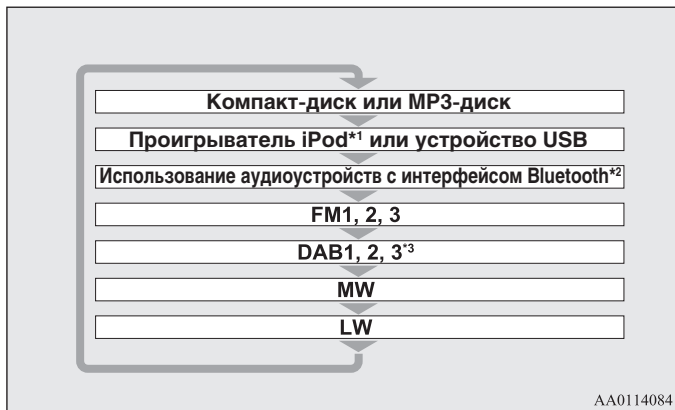 Компакт-диск или MP3-диск
Проигрыватель iPod*1 или устройство USB
Использование аудиоустройств с интерфейсом Bluetooth*2
FM1, 2, 3
DAB1, 2, 3*3
MW
LW
AA0114084